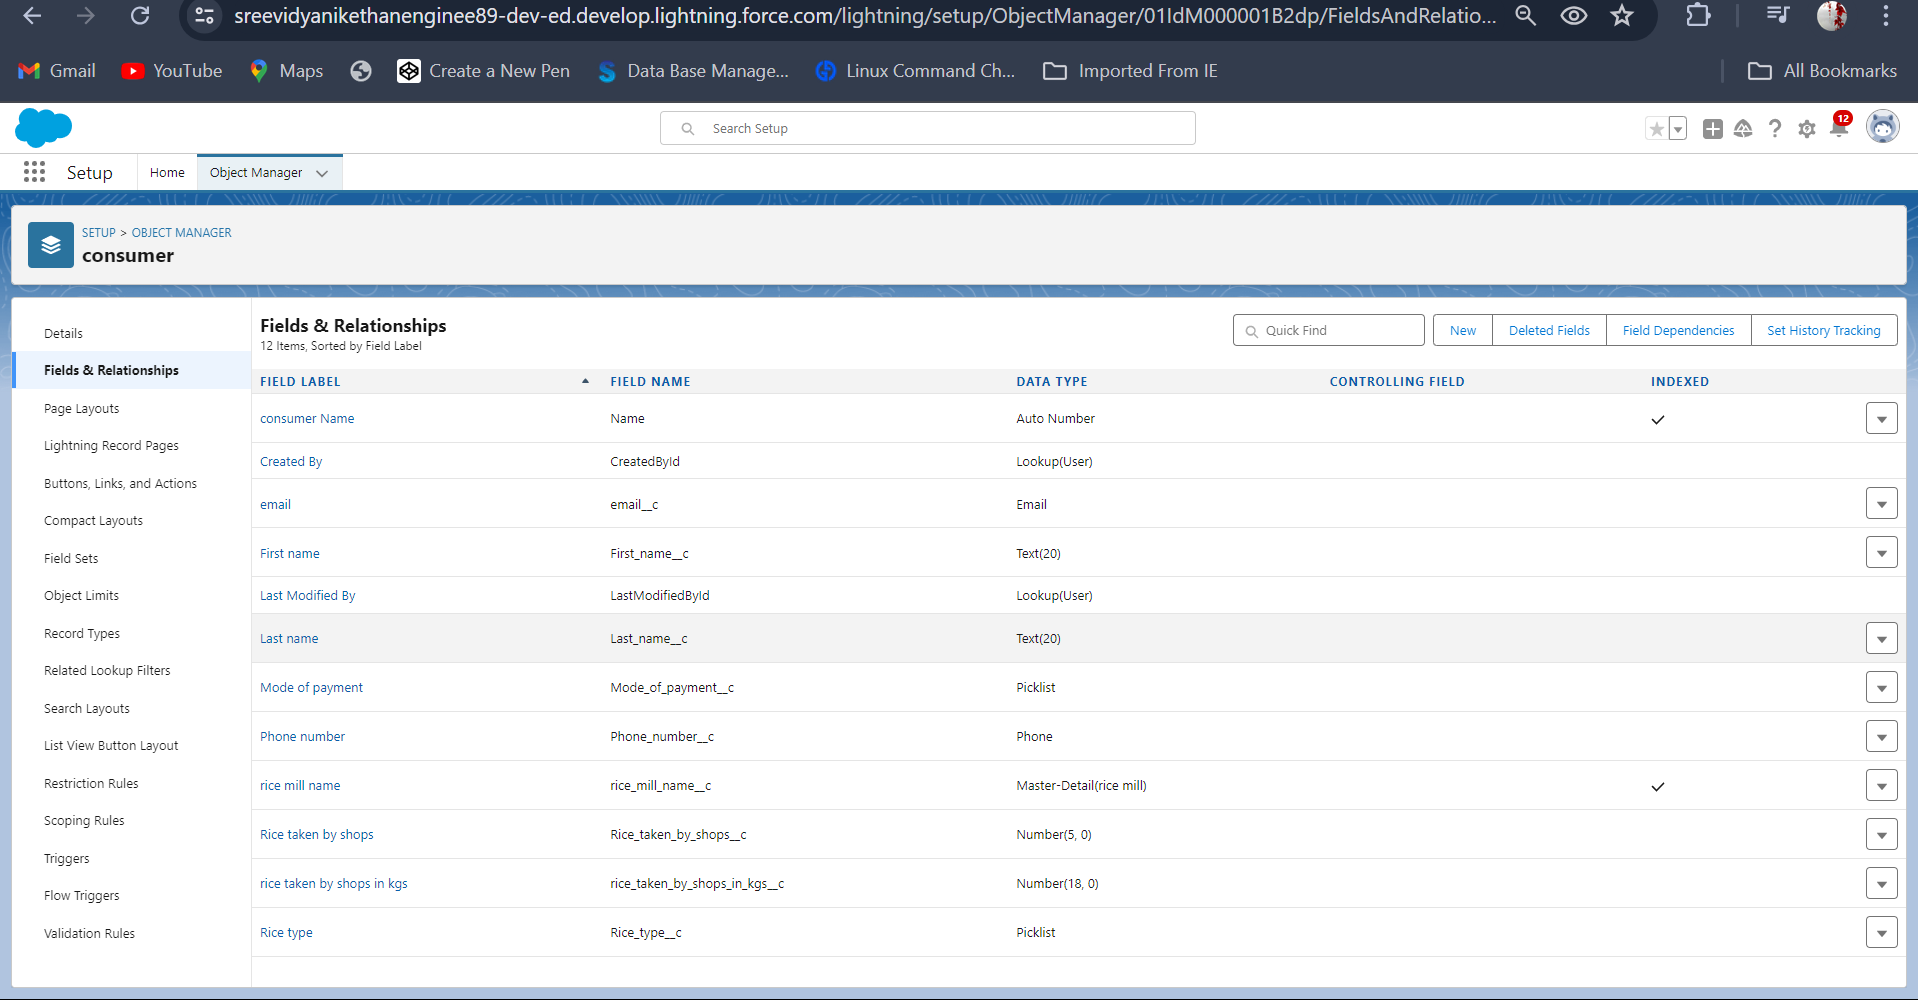 sreevidyanikethanenginee89-dev-ed.develop.lightning.force.com/lightning/setup/ObjectManager/01IdM000001B2dp/FieldsAndRelatio...
Gmail YouTube Maps Create a New Pen Data Base Manage... Linux Command Ch... Imported From IE All Bookmarks
Search Setup
12
Setup Home Object Manager
SETUP > OBJECT MANAGER
consumer
Details
Fields & Relationships
Page Layouts
Lightning Record Pages
Buttons, Links, and Actions
Compact Layouts
Field Sets
Object Limits
Record Types
Related Lookup Filters
Search Layouts
List View Button Layout
Restriction Rules
Scoping Rules
Triggers
Flow Triggers
Validation Rules
Fields & Relationships
12 Items, Sorted by Field Label
Quick Find New Deleted Fields Field Dependencies Set History Tracking
FIELD LABEL FIELD NAME DATA TYPE CONTROLLING FIELD INDEXED
consumer Name Name Auto Number
Created By CreatedById Lookup(User)
email email__c Email
First name First_name__c Text(20)
Last Modified By LastModifiedById Lookup(User)
Last name Last_name__c Text(20)
Mode of payment Mode_of_payment__c Picklist
Phone number Phone_number__c Phone
rice mill name rice_mill_name__c Master-Detail(rice mill)
Rice taken by shops Rice_taken_by_shops__c Number(5, 0)
rice taken by shops in kgs rice_taken_by_shops_in_kgs__c Number(18, 0)
Rice type Rice_type__c Picklist